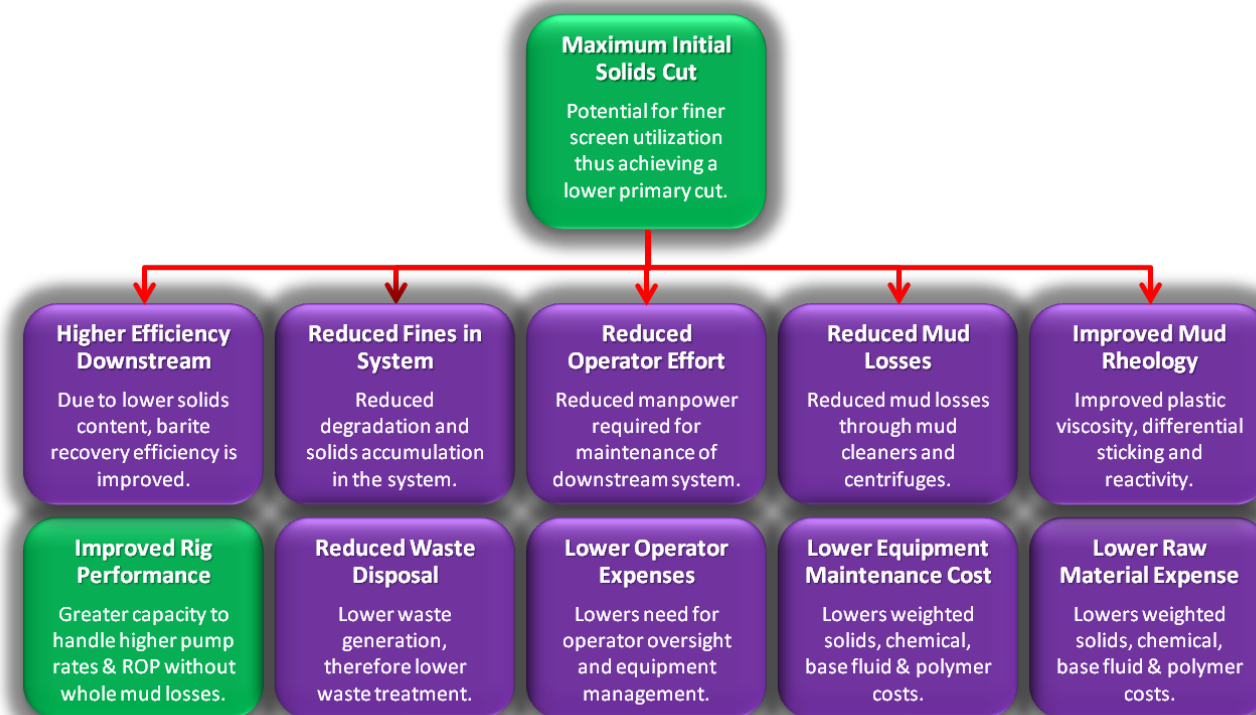 Maximum Initial
Solids Cut
Potential for finer
screen utilization
thus achieving a
lower primary cut.
Higher Efficiency
Downstream
Due to lower solids
content, barite
recovery efficiency is
improved.
Reduced Fines in
System
Reduced
degradation and
solids accumulation
in the system.
Reduced
Operator Effort
Reduced manpower
required for
maintenance of
downstream system.
Reduced Mud
Losses
Reduced mud losses
through mud
cleaners and
centrifuges.
Improved Mud
Rheology
Improved plastic
viscosity, differential
sticking and
reactivity.
Improved Rig
Performance
Greater capacity to
handle higher pump
rates & ROP without
whole mud losses.
Reduced Waste
Disposal
Lower waste
generation,
therefore lower
waste treatment.
Lower Operator
Expenses
Lowers need for
operator oversight
and equipment
management.
Lower Equipment
Maintenance Cost
Lowers weighted
solids, chemical,
base fluid & polymer
costs.
Lower Raw
Material Expense
Lowers weighted
solids, chemical,
base fluid & polymer
costs.